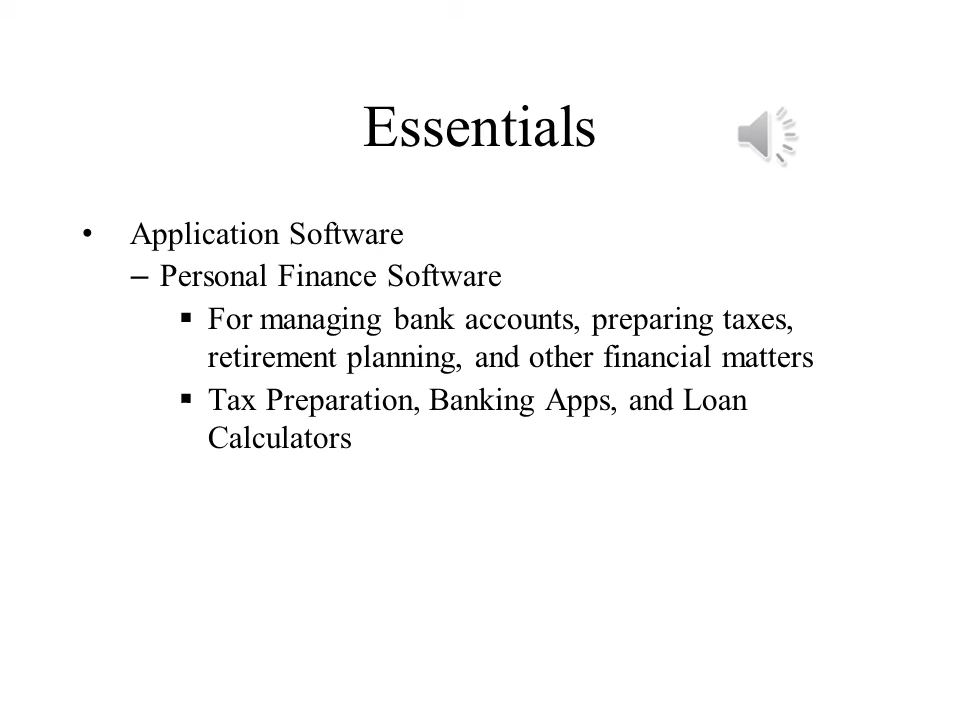 Essentials
• Application Software
– Personal Finance Software
▪ For managing bank accounts, preparing taxes,
retirement planning, and other financial matters
▪ Tax Preparation, Banking Apps, and Loan
Calculators